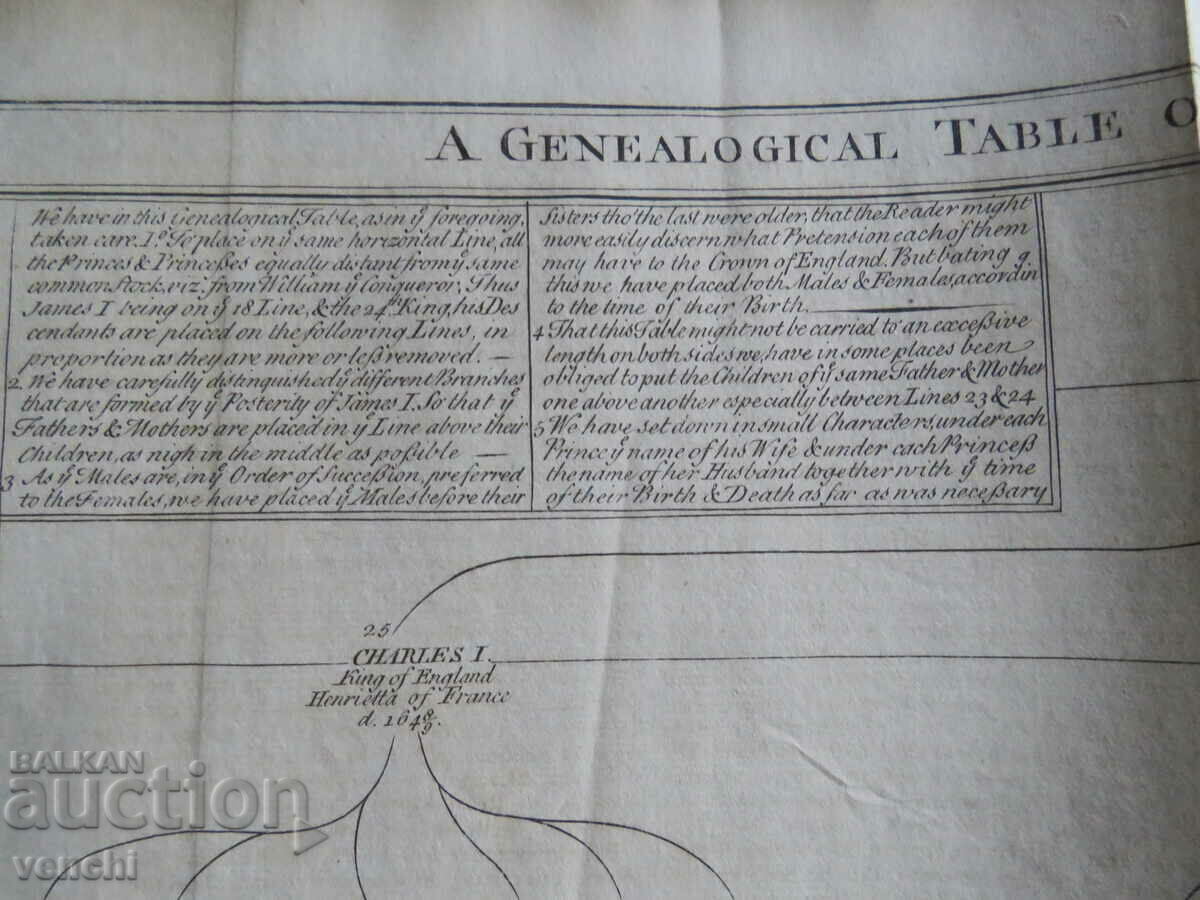 A GENEALOGICAL TABLE O
We have in this Genealogical Table, as in yͤ foregoing,
taken care. 1.º To place on yͤ same horizontal Line, all
the Princes & Princeßes equally distant from yͤ same
common Stock, viz. from William yͤ Conqueror; Thus
James I being on yͤ 18 Line, & the 24.th King, his Des
cendants are placed on the following Lines, in
proportion as they are more or leß removed. —
2. We have carefully distinguished yͤ different Branches
that are formed by yͤ Posterity of James I. So that yͤ
Fathers & Mothers are placed in yͤ Line above their
Children, as nigh in the middle as poßible —
3 As yͤ Males are, in yͤ Order of Succeßion, preferred
to the Females, we have placed yͤ Males before their
Sisters tho' the last were older, that the Reader might
more easily discern what Pretension each of them
may have to the Crown of England. But bating
this we have placed both Males & Females, accordin g
to the time of their Birth.
4 That this Table might not be carried to an exceßive
length on both sides we, have in some places been
obliged to put the Children of yͤ same Father & Mother
one above another especially between Lines 23 & 24
5 We have set down in small Characters, under each
Prince yͤ name of his Wife & under each Princeß
the name of her Husband together with yͤ time
of their Birth & Death as far as was neceßary
25
CHARLES I.
King of England
Henrietta of France
d. 164 8/9.
BALKAN
auction
venchi